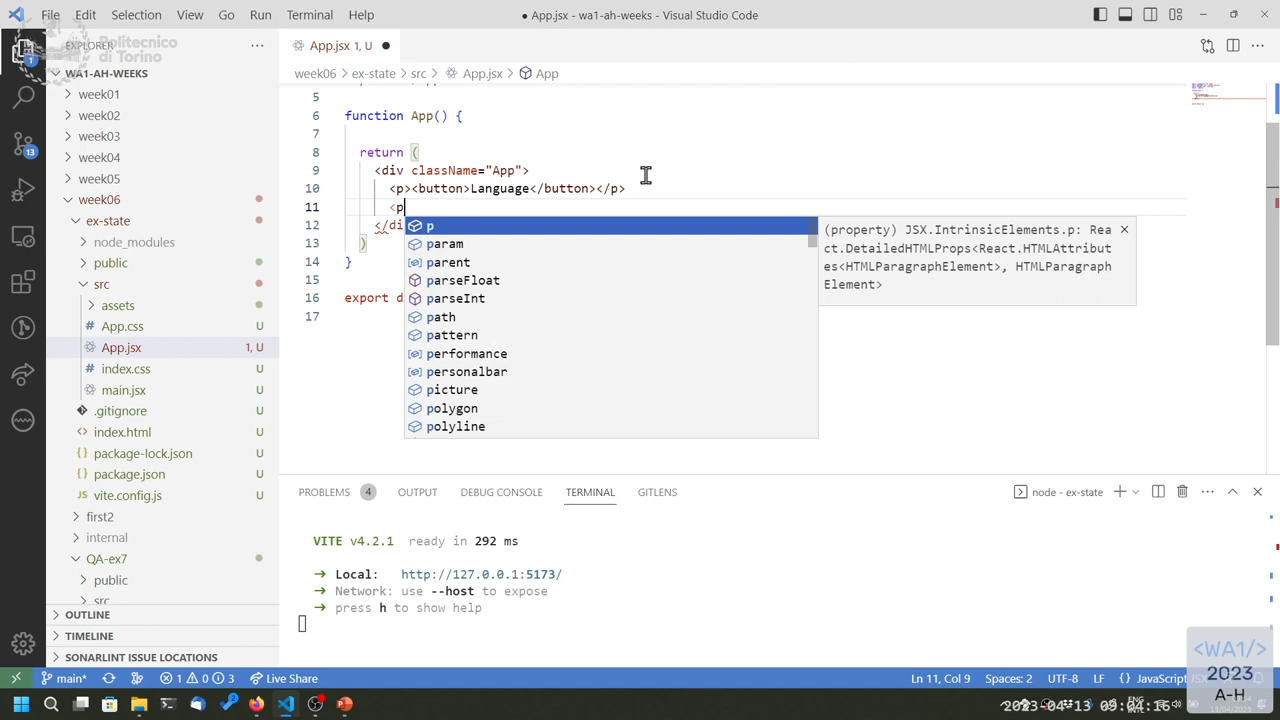 File Edit Selection View Go Run Terminal Help
● App.jsx - wa1-ah-weeks - Visual Studio Code
Politecnico
di Torino
EXPLORER
WA1-AH-WEEKS
week01
week02
week03
week04
week05
week06
ex-state
node_modules
public
src
assets
App.css U
App.jsx 1, U
index.css U
main.jsx U
.gitignore U
index.html U
package-lock.json U
package.json U
vite.config.js U
first2
internal
QA-ex7
public
src
OUTLINE
TIMELINE
SONARLINT ISSUE LOCATIONS
1
13
App.jsx 1, U ●
week06 > ex-state > src > App.jsx > App
5
6 function App() {
7
8 return (
9 <div className="App">
10 <p><button>Language</button></p>
11 <p
12 </di
13 )
14 }
15
16 export d
17
p
param
parent
parseFloat
parseInt
path
pattern
performance
personalbar
picture
polygon
polyline
(property) JSX.IntrinsicElements.p: Rea
ct.DetailedHTMLProps<React.HTMLAttribut
es<HTMLParagraphElement>, HTMLParagraph
Element>
PROBLEMS 4 OUTPUT DEBUG CONSOLE TERMINAL GITLENS
node - ex-state
VITE v4.2.1 ready in 292 ms
➜ Local: http://127.0.0.1:5173/
➜ Network: use --host to expose
➜ press h to show help
main* 1 0 3 Live Share
Ln 11, Col 9 Spaces: 2 UTF-8 LF {} JavaScript
<WA1/>
2023
A-H
2023-04-13 09:04:16